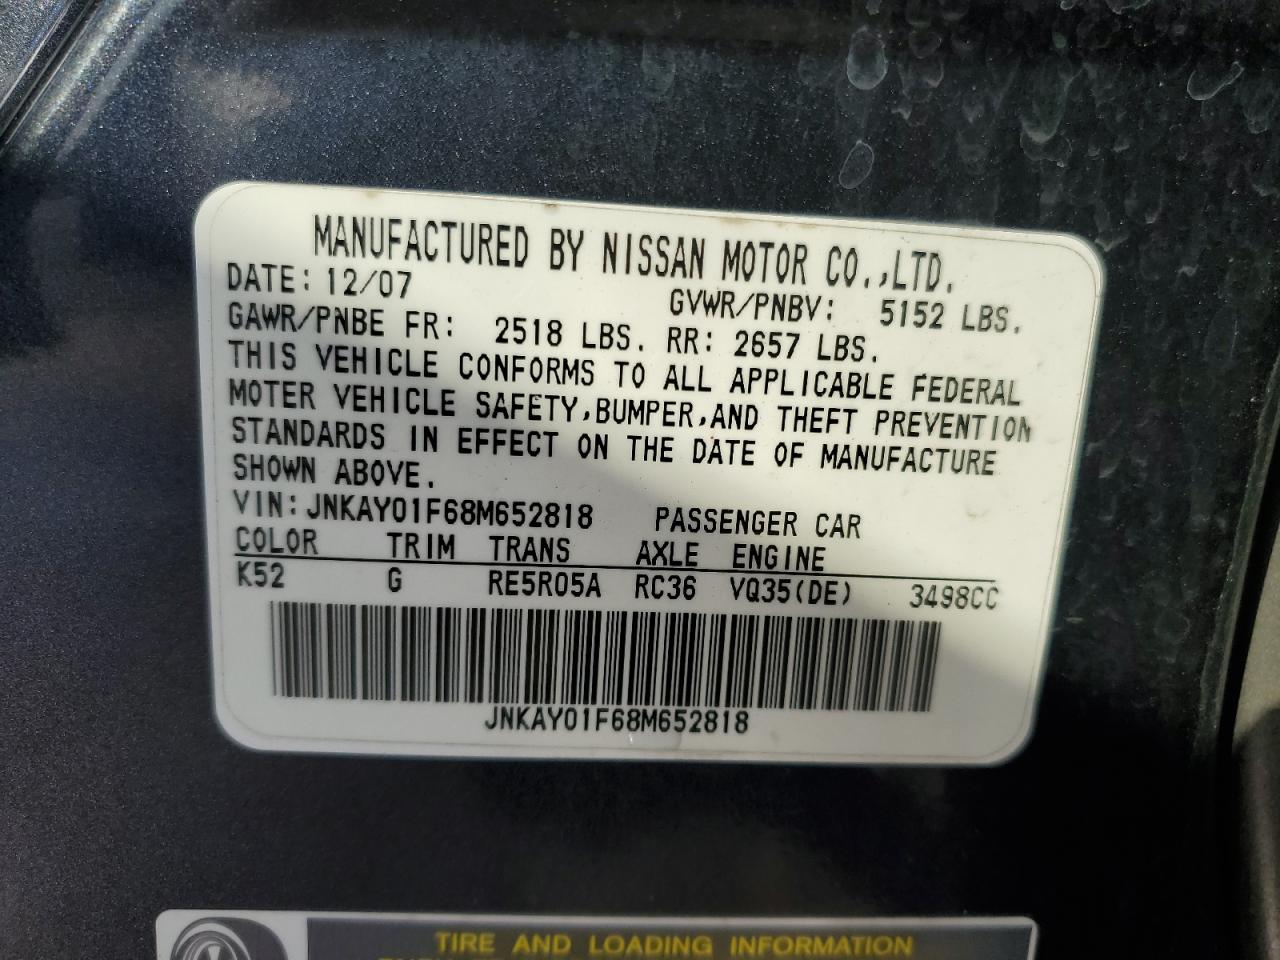 MANUFACTURED BY NISSAN MOTOR CO.,LTD.
DATE: 12/07 GVWR/PNBV: 5152 LBS.
GAWR/PNBE FR: 2518 LBS. RR: 2657 LBS.
THIS VEHICLE CONFORMS TO ALL APPLICABLE FEDERAL
MOTER VEHICLE SAFETY,BUMPER,AND THEFT PREVENTION
STANDARDS IN EFFECT ON THE DATE OF MANUFACTURE
SHOWN ABOVE.
VIN: JNKAY01F68M652818 PASSENGER CAR
COLOR TRIM TRANS AXLE ENGINE
K52 G RE5R05A RC36 VQ35(DE) 3498CC
JNKAY01F68M652818
TIRE AND LOADING INFORMATION